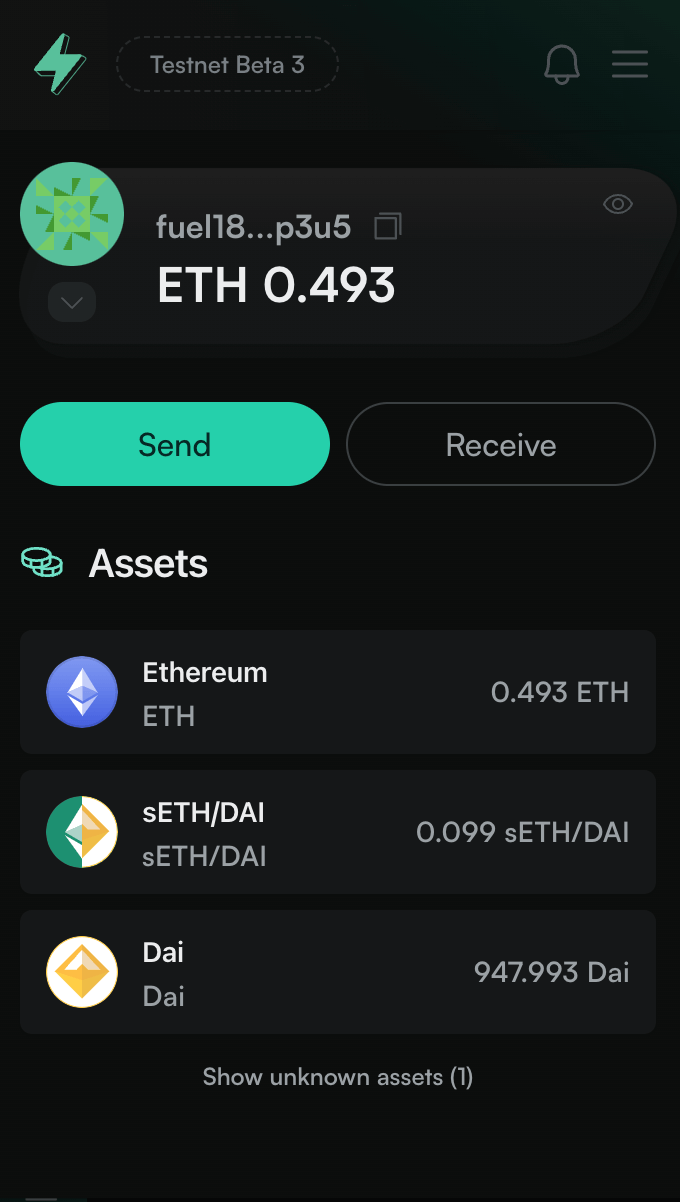 Testnet Beta 3
fuel18...p3u5
ETH 0.493
Send
Receive
Assets
Ethereum
ETH
0.493 ETH
sETH/DAI
sETH/DAI
0.099 sETH/DAI
Dai
Dai
947.993 Dai
Show unknown assets (1)